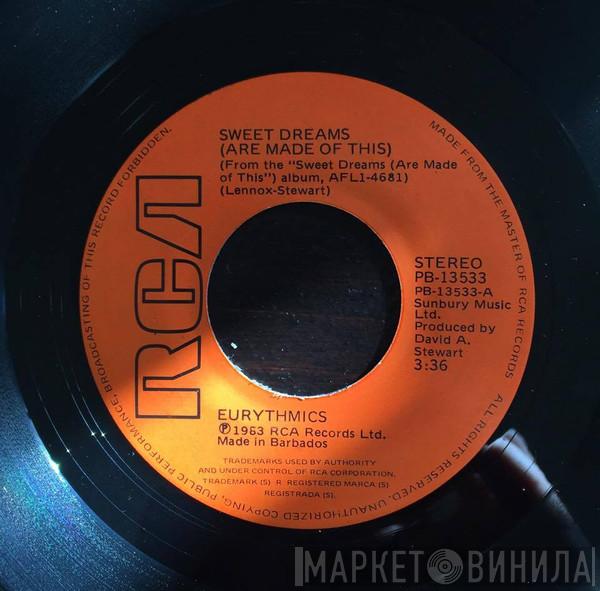 SWEET DREAMS
(ARE MADE OF THIS)
(From the "Sweet Dreams (Are Made
of This") album, AFL1-4681)
(Lennox-Stewart)
RCA
STEREO
PB-13533
PB-13533-A
Sunbury Music
Ltd.
Produced by
David A.
Stewart
3:36
EURYTHMICS
Ⓟ1963 RCA Records Ltd.
Made in Barbados
TRADEMARKS USED BY AUTHORITY
AND UNDER CONTROL OF RCA CORPORATION.
TRADEMARK (S) R REGISTERED MARCA (S)
REGISTRADA (S).
MADE FROM THE MASTER OF RCA RECORDS
ALL RIGHTS RESERVED. UNAUTHORIZED COPYING, PUBLIC PERFORMANCE, BROADCASTING OF THIS RECORD FORBIDDEN.
МАРКЕТ ВИНИЛА